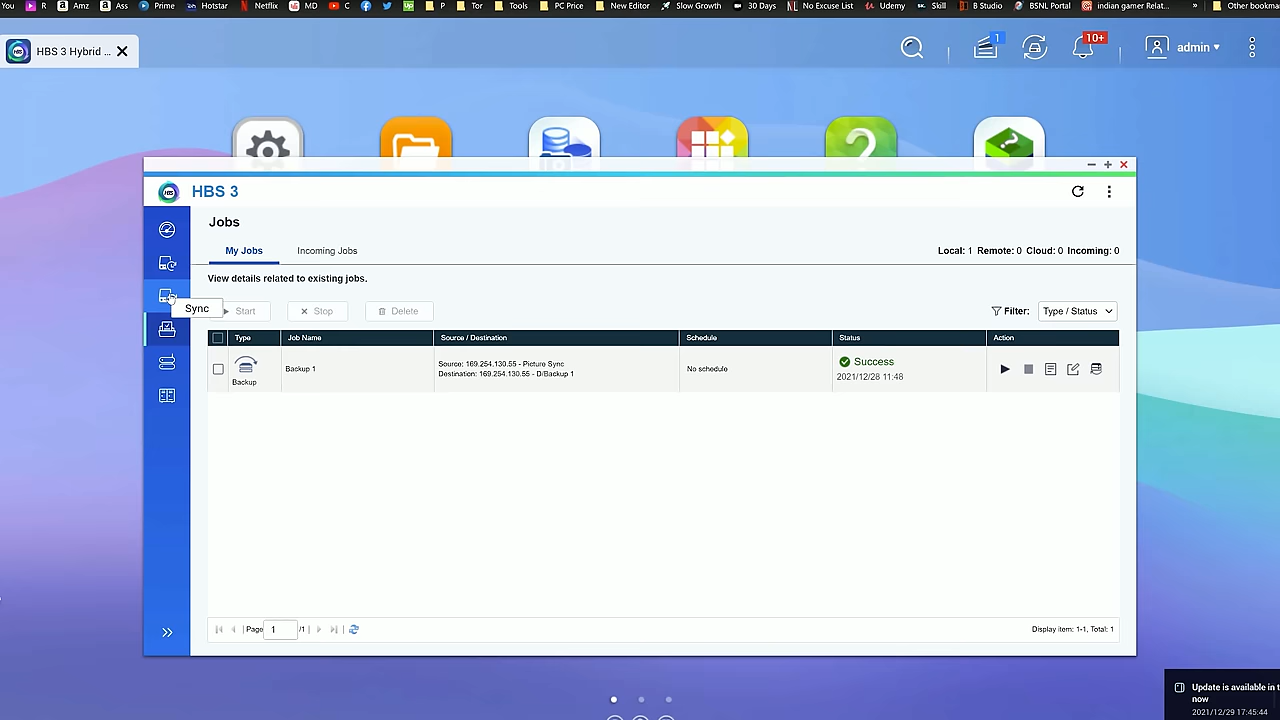 You R Amz Ass Prime Hotstar Netflix MD C Up P Tor Tools PC Price New Editor Slow Growth 30 Days No Excuse List Udemy Skill B Studio BSNL Portal indian gamer Relat... » Other bookmar
HBS 3 Hybrid ...
1
10+
admin
HBS 3
Jobs
My Jobs Incoming Jobs
Local: 1 Remote: 0 Cloud: 0 Incoming: 0
View details related to existing jobs.
Sync
Start Stop Delete
Filter: Type / Status
Type Job Name Source / Destination Schedule Status Action
Backup
Backup 1
Source: 169.254.130.55 - Picture Sync
Destination: 169.254.130.55 - D/Backup 1
No schedule
Success
2021/12/28 11:48
Page 1 /1
Display item: 1-1, Total: 1
Update is available in t
now
2021/12/29 17:45:44